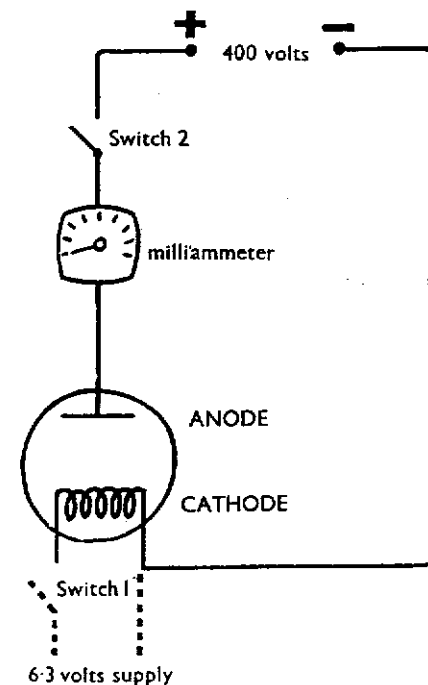 + −
400 volts
Switch 2
milliammeter
ANODE
CATHODE
Switch 1
6·3 volts supply